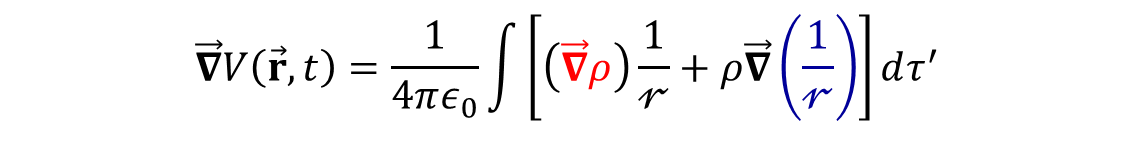 ∇⃗V(r⃗, t) = 1/(4πϵ₀) ∫ [(∇⃗ρ) 1/𝓇 + ρ∇⃗(1/𝓇)] dτ′